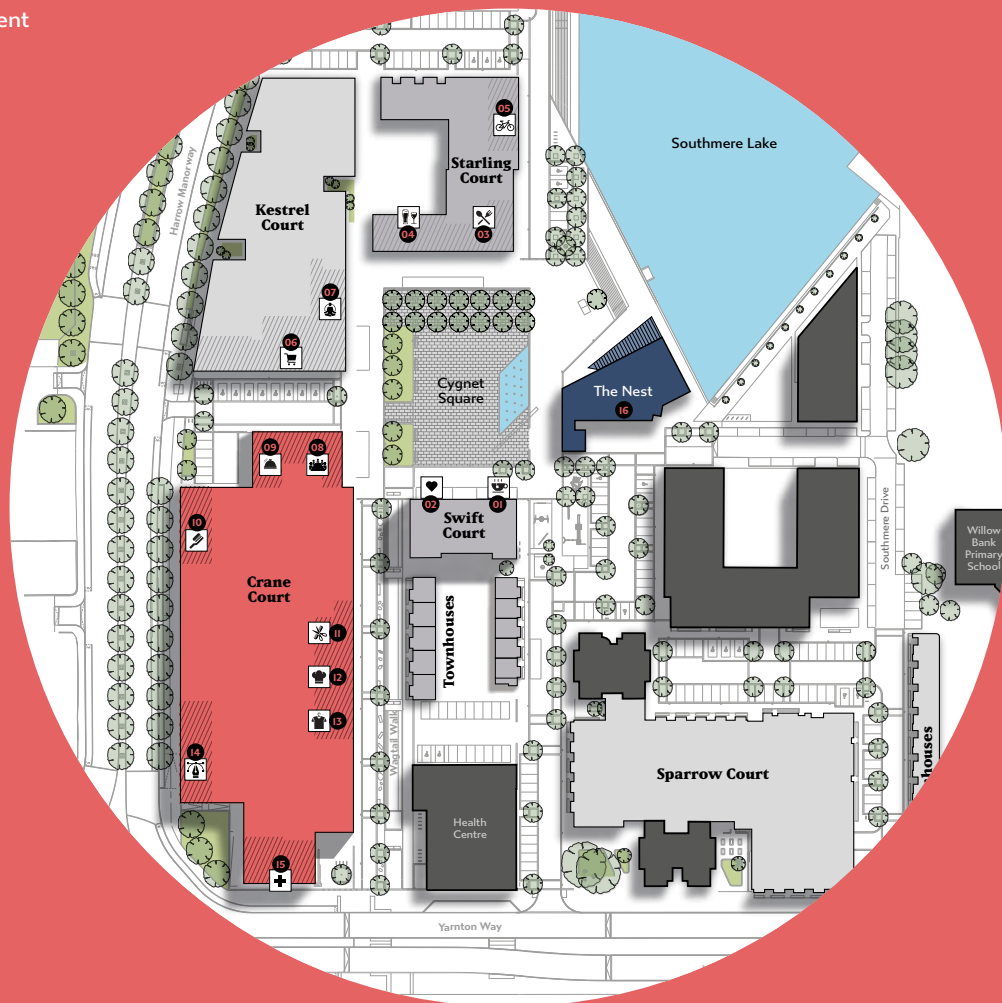 ent
Southmere Lake
05
Starling
Court
Harrow Manorway
Kestrel
Court
04
03
07
06
Cygnet
Square
The Nest
16
09
08
02
01
10
Swift
Court
Southmere Drive
Willow
Bank
Primary
School
Crane
Court
Townhouses
11
12
13
14
Wagtail Walk
Sparrow Court
houses
Health
Centre
15
Yarnton Way